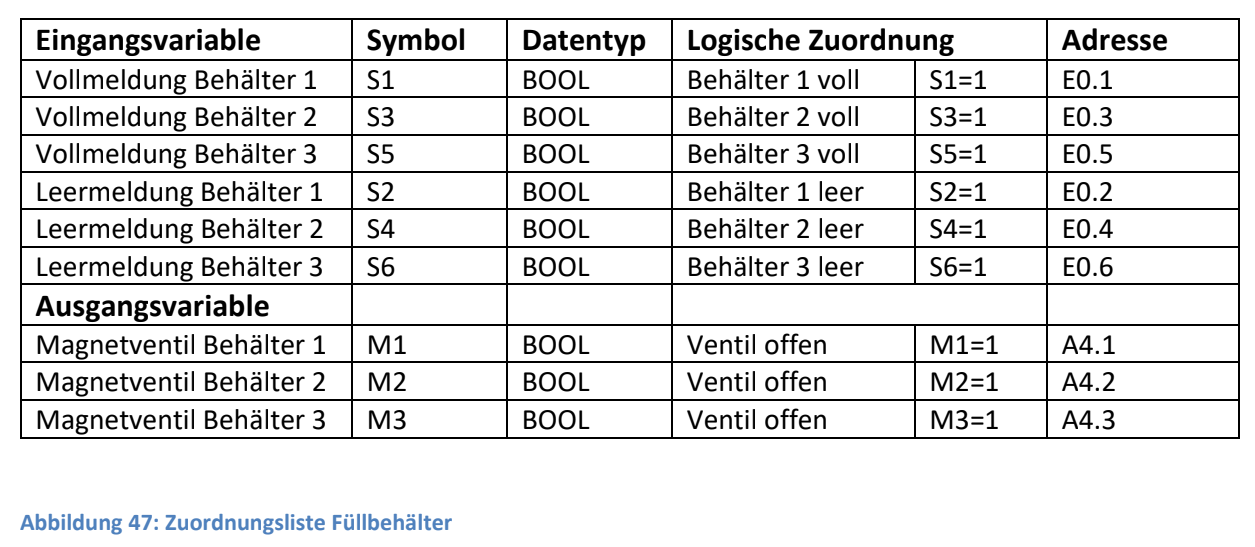 Eingangsvariable Symbol Datentyp Logische Zuordnung Adresse
Vollmeldung Behälter 1 S1 BOOL Behälter 1 voll S1=1 E0.1
Vollmeldung Behälter 2 S3 BOOL Behälter 2 voll S3=1 E0.3
Vollmeldung Behälter 3 S5 BOOL Behälter 3 voll S5=1 E0.5
Leermeldung Behälter 1 S2 BOOL Behälter 1 leer S2=1 E0.2
Leermeldung Behälter 2 S4 BOOL Behälter 2 leer S4=1 E0.4
Leermeldung Behälter 3 S6 BOOL Behälter 3 leer S6=1 E0.6
Ausgangsvariable
Magnetventil Behälter 1 M1 BOOL Ventil offen M1=1 A4.1
Magnetventil Behälter 2 M2 BOOL Ventil offen M2=1 A4.2
Magnetventil Behälter 3 M3 BOOL Ventil offen M3=1 A4.3
Abbildung 47: Zuordnungsliste Füllbehälter